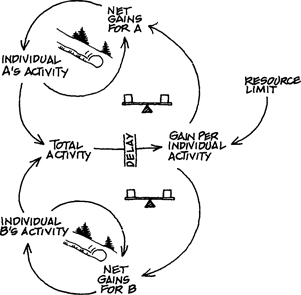 NET
GAINS
FOR A
INDIVIDUAL
A'S ACTIVITY
RESOURCE
LIMIT
TOTAL
ACTIVITY
DELAY
GAIN PER
INDIVIDUAL
ACTIVITY
INDIVIDUAL
B'S ACTIVITY
NET
GAINS
FOR B